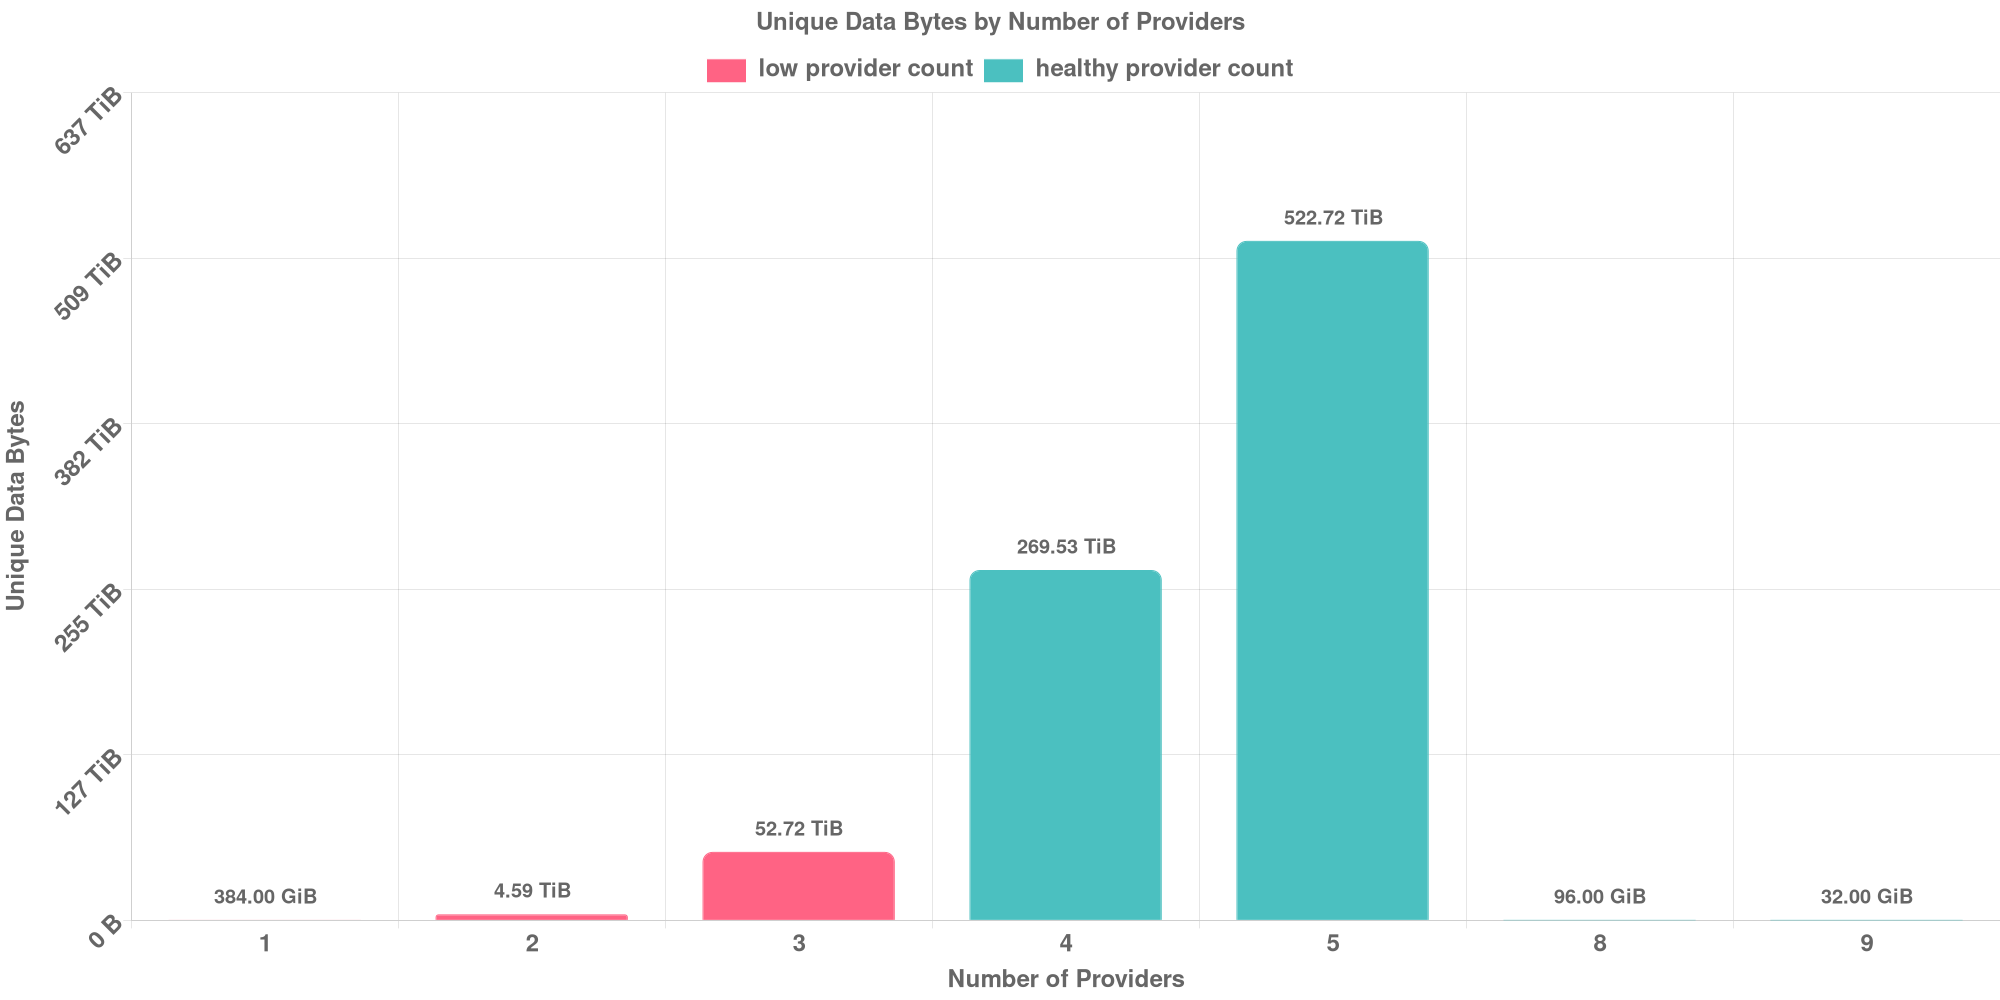 Unique Data Bytes by Number of Providers
low provider count
healthy provider count
637 TiB
509 TiB
382 TiB
255 TiB
127 TiB
0 B
Unique Data Bytes
384.00 GiB
4.59 TiB
52.72 TiB
269.53 TiB
522.72 TiB
96.00 GiB
32.00 GiB
1 2 3 4 5 8 9
Number of Providers